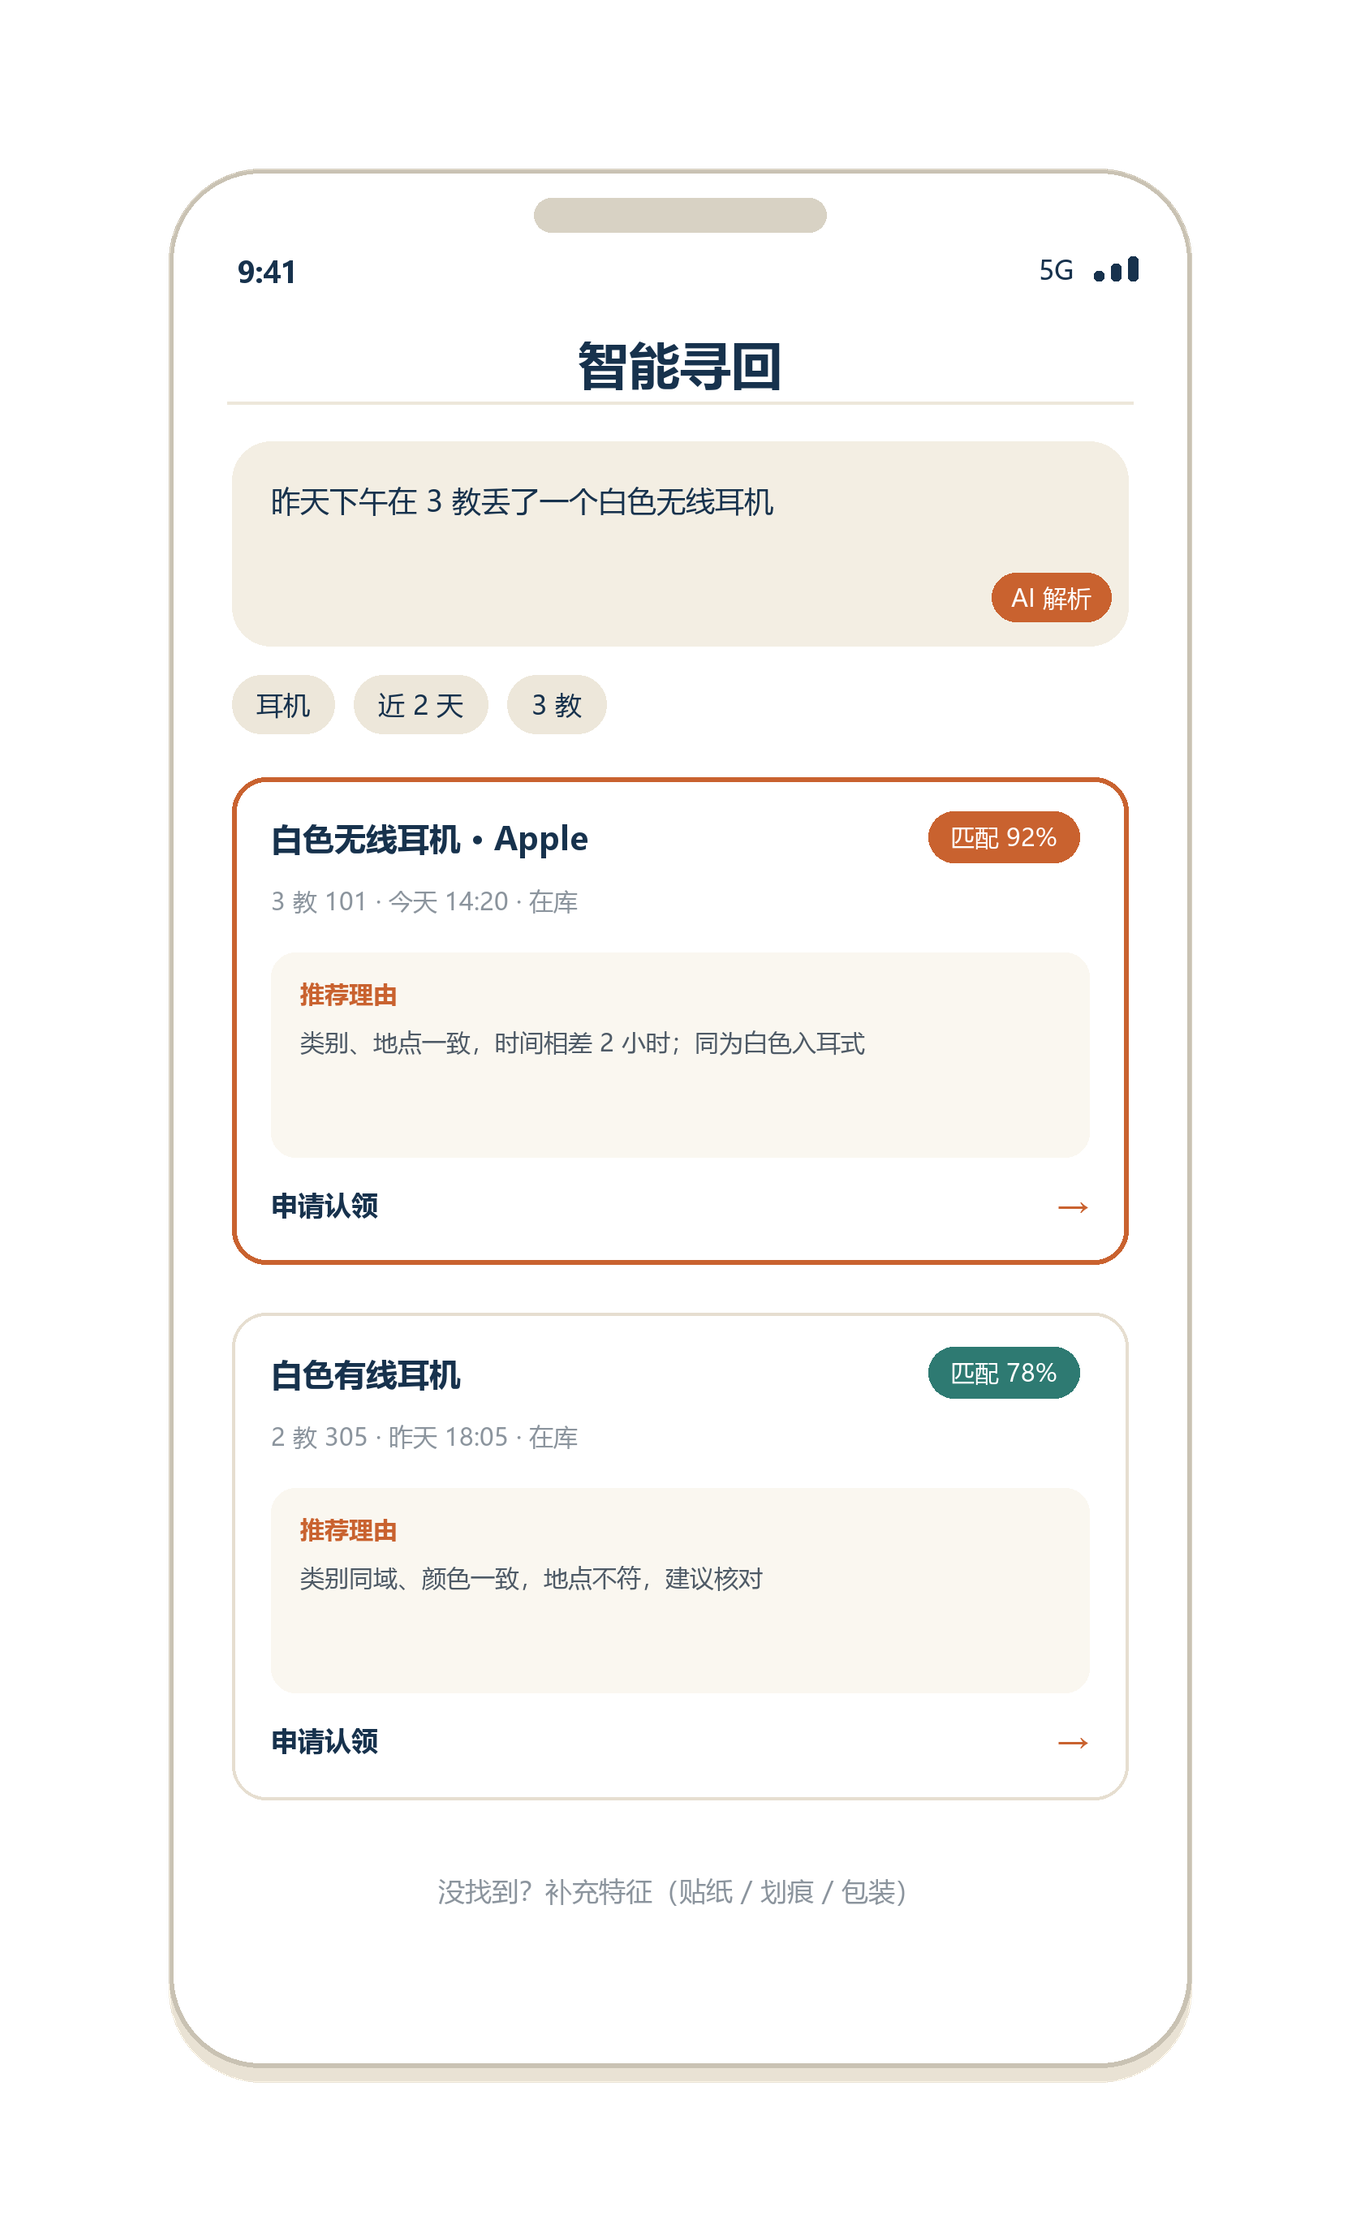 9:41 5G
智能寻回
昨天下午在 3 教丢了一个白色无线耳机
AI 解析
耳机 近 2 天 3 教
白色无线耳机 • Apple 匹配 92%
3 教 101 · 今天 14:20 · 在库
推荐理由
类别、地点一致，时间相差 2 小时；同为白色入耳式
申请认领 →
白色有线耳机 匹配 78%
2 教 305 · 昨天 18:05 · 在库
推荐理由
类别同域、颜色一致，地点不符，建议核对
申请认领 →
没找到？补充特征（贴纸 / 划痕 / 包装）